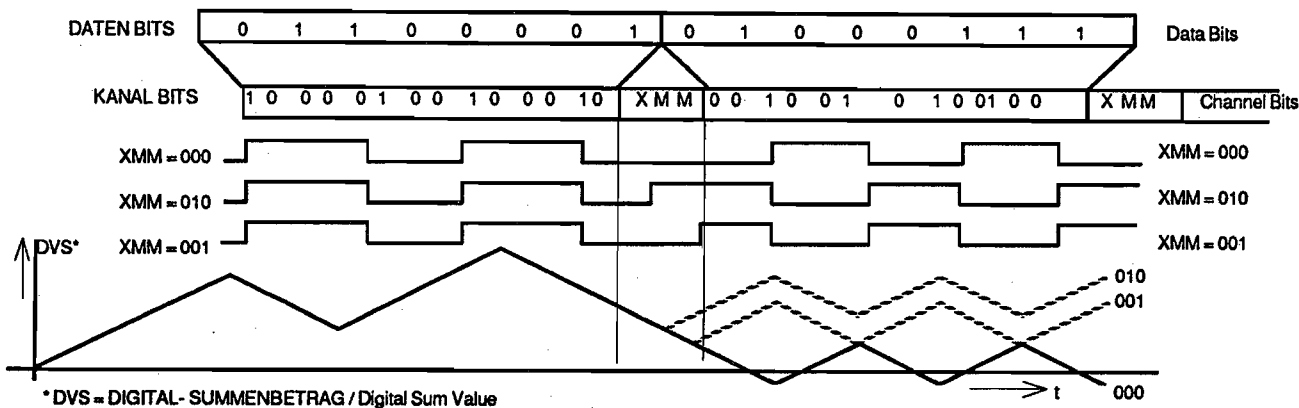 DATEN BITS 0 1 1 0 0 0 0 1 0 1 0 0 0 1 1 1 Data Bits
KANAL BITS 1 0 0 0 0 1 0 0 1 0 0 0 1 0 X M M 0 0 1 0 0 1 0 1 0 0 1 0 0 X M M Channel Bits
XMM = 000 XMM = 000
XMM = 010 XMM = 010
XMM = 001 XMM = 001
DVS*
010
001
t 000
* DVS = DIGITAL- SUMMENBETRAG / Digital Sum Value